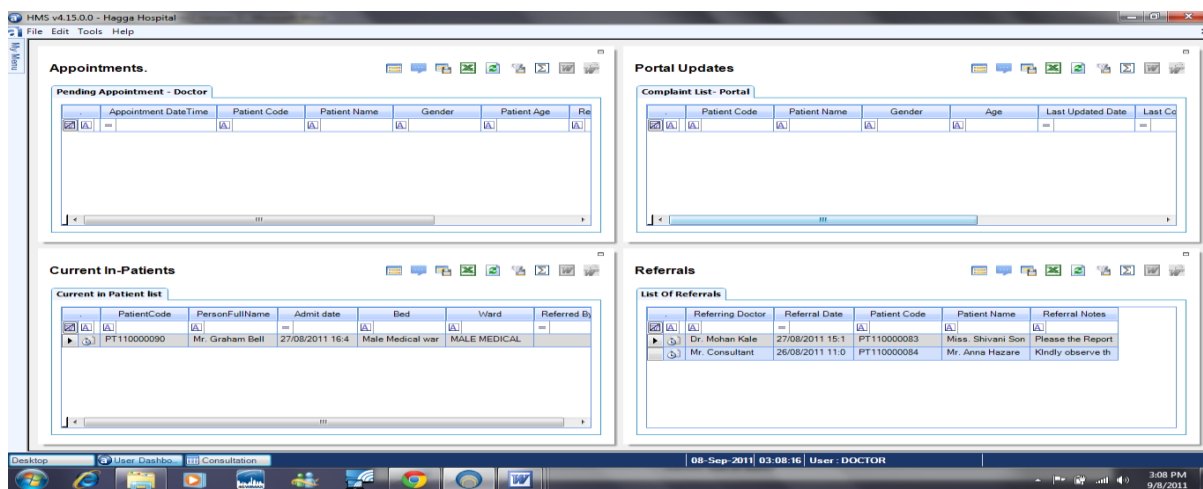 HMS v4.15.0.0 - Hagga Hospital
File Edit Tools Help
My Menu
Appointments.
Pending Appointment - Doctor
Appointment DateTime Patient Code Patient Name Gender Patient Age Re
Portal Updates
Complaint List- Portal
Patient Code Patient Name Gender Age Last Updated Date Last Co
Current In-Patients
Current in Patient list
PatientCode PersonFullName Admit date Bed Ward Referred By
PT110000090 Mr. Graham Bell 27/08/2011 16:4 Male Medical war MALE MEDICAL
Referrals
List Of Referrals
Referring Doctor Referral Date Patient Code Patient Name Referral Notes
Dr. Mohan Kale 27/08/2011 15:1 PT110000083 Miss. Shivani Son Please the Report
Mr. Consultant 26/08/2011 11:0 PT110000084 Mr. Anna Hazare KIndly observe th
Desktop User Dashbo... Consultation 08-Sep-2011 03:08:16 User : DOCTOR
3:08 PM
9/8/2011